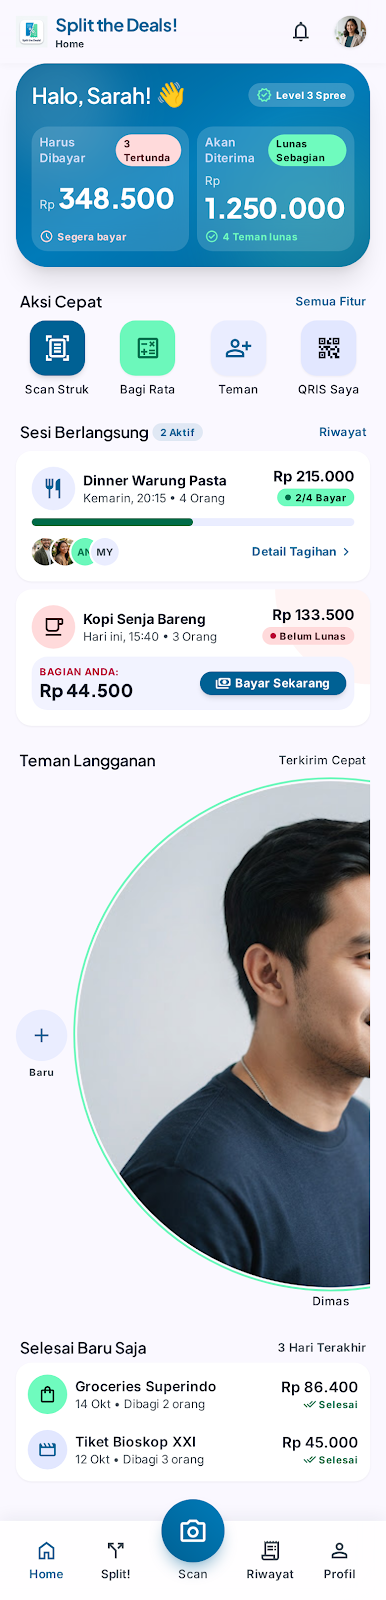 Split the Deals!
Home
Halo, Sarah! 👋
Level 3 Spree
Harus Dibayar
3 Tertunda
Rp 348.500
Segera bayar
Akan Diterima
Lunas Sebagian
Rp
1.250.000
4 Teman lunas
Aksi Cepat
Semua Fitur
Scan Struk
Bagi Rata
Teman
QRIS Saya
Sesi Berlangsung
2 Aktif
Riwayat
Dinner Warung Pasta
Rp 215.000
Kemarin, 20:15 • 4 Orang
2/4 Bayar
AN
MY
Detail Tagihan
Kopi Senja Bareng
Rp 133.500
Hari ini, 15:40 • 3 Orang
Belum Lunas
BAGIAN ANDA:
Rp 44.500
Bayar Sekarang
Teman Langganan
Terkirim Cepat
Baru
Dimas
Selesai Baru Saja
3 Hari Terakhir
Groceries Superindo
Rp 86.400
14 Okt • Dibagi 2 orang
Selesai
Tiket Bioskop XXI
Rp 45.000
12 Okt • Dibagi 3 orang
Selesai
Home
Split!
Scan
Riwayat
Profil